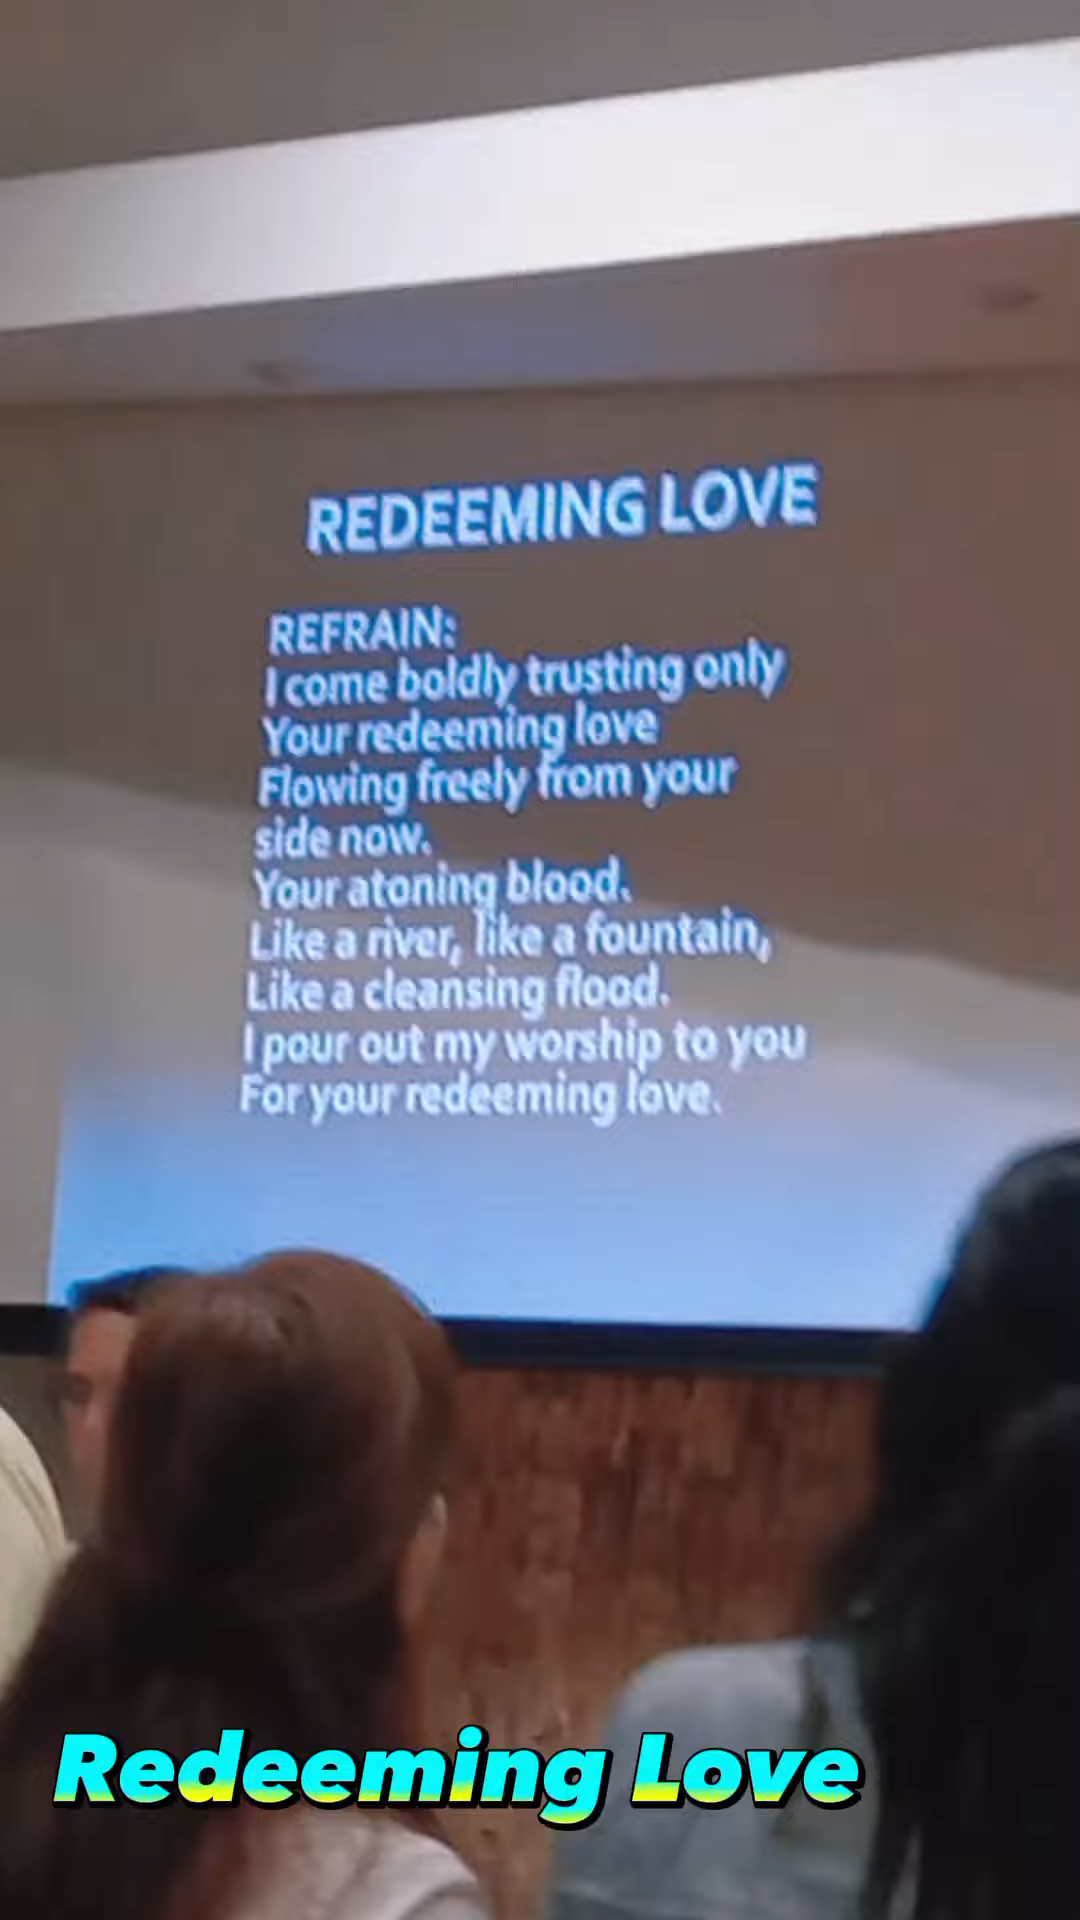 REDEEMING LOVE
REFRAIN:
I come boldly trusting only
Your redeeming love
Flowing freely from your
side now.
Your atoning blood.
Like a river, like a fountain,
Like a cleansing flood.
I pour out my worship to you
For your redeeming love.
Redeeming Love